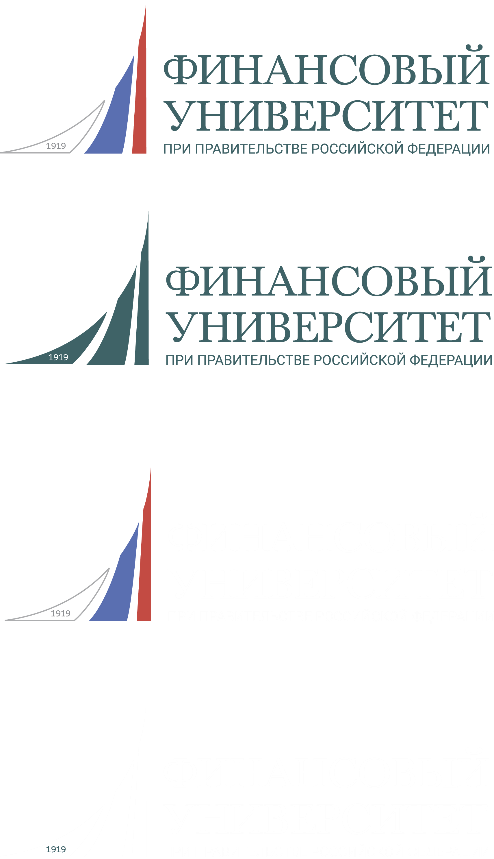 1919
ФИНАНСОВЫЙ
УНИВЕРСИТЕТ
ПРИ ПРАВИТЕЛЬСТВЕ РОССИЙСКОЙ ФЕДЕРАЦИИ
1919
ФИНАНСОВЫЙ
УНИВЕРСИТЕТ
ПРИ ПРАВИТЕЛЬСТВЕ РОССИЙСКОЙ ФЕДЕРАЦИИ
1919
1919